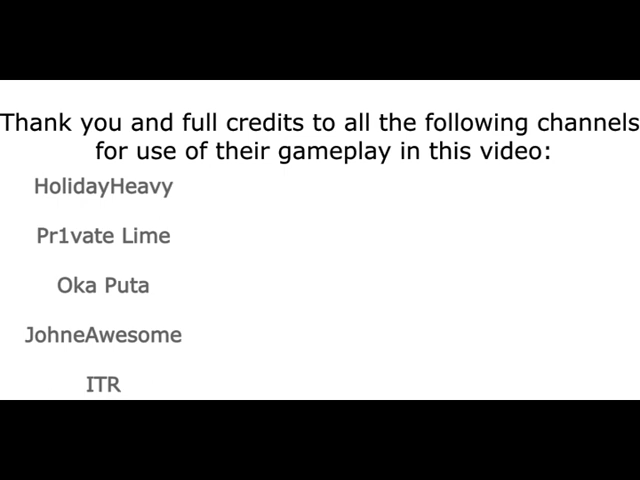 Thank you and full credits to all the following channels
for use of their gameplay in this video:
HolidayHeavy
Pr1vate Lime
Oka Puta
JohneAwesome
ITR